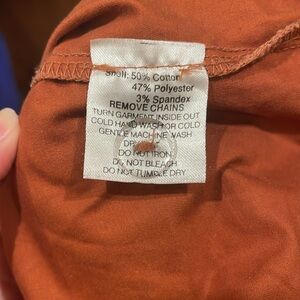 Shell: 50% Cotton
47% Polyester
3% Spandex
REMOVE CHAINS
TURN GARMENT INSIDE OUT
COLD HAND WASH OR COLD
GENTLE MACHINE WASH
DO NOT IRON
DO NOT BLEACH
DO NOT TUMBLE DRY